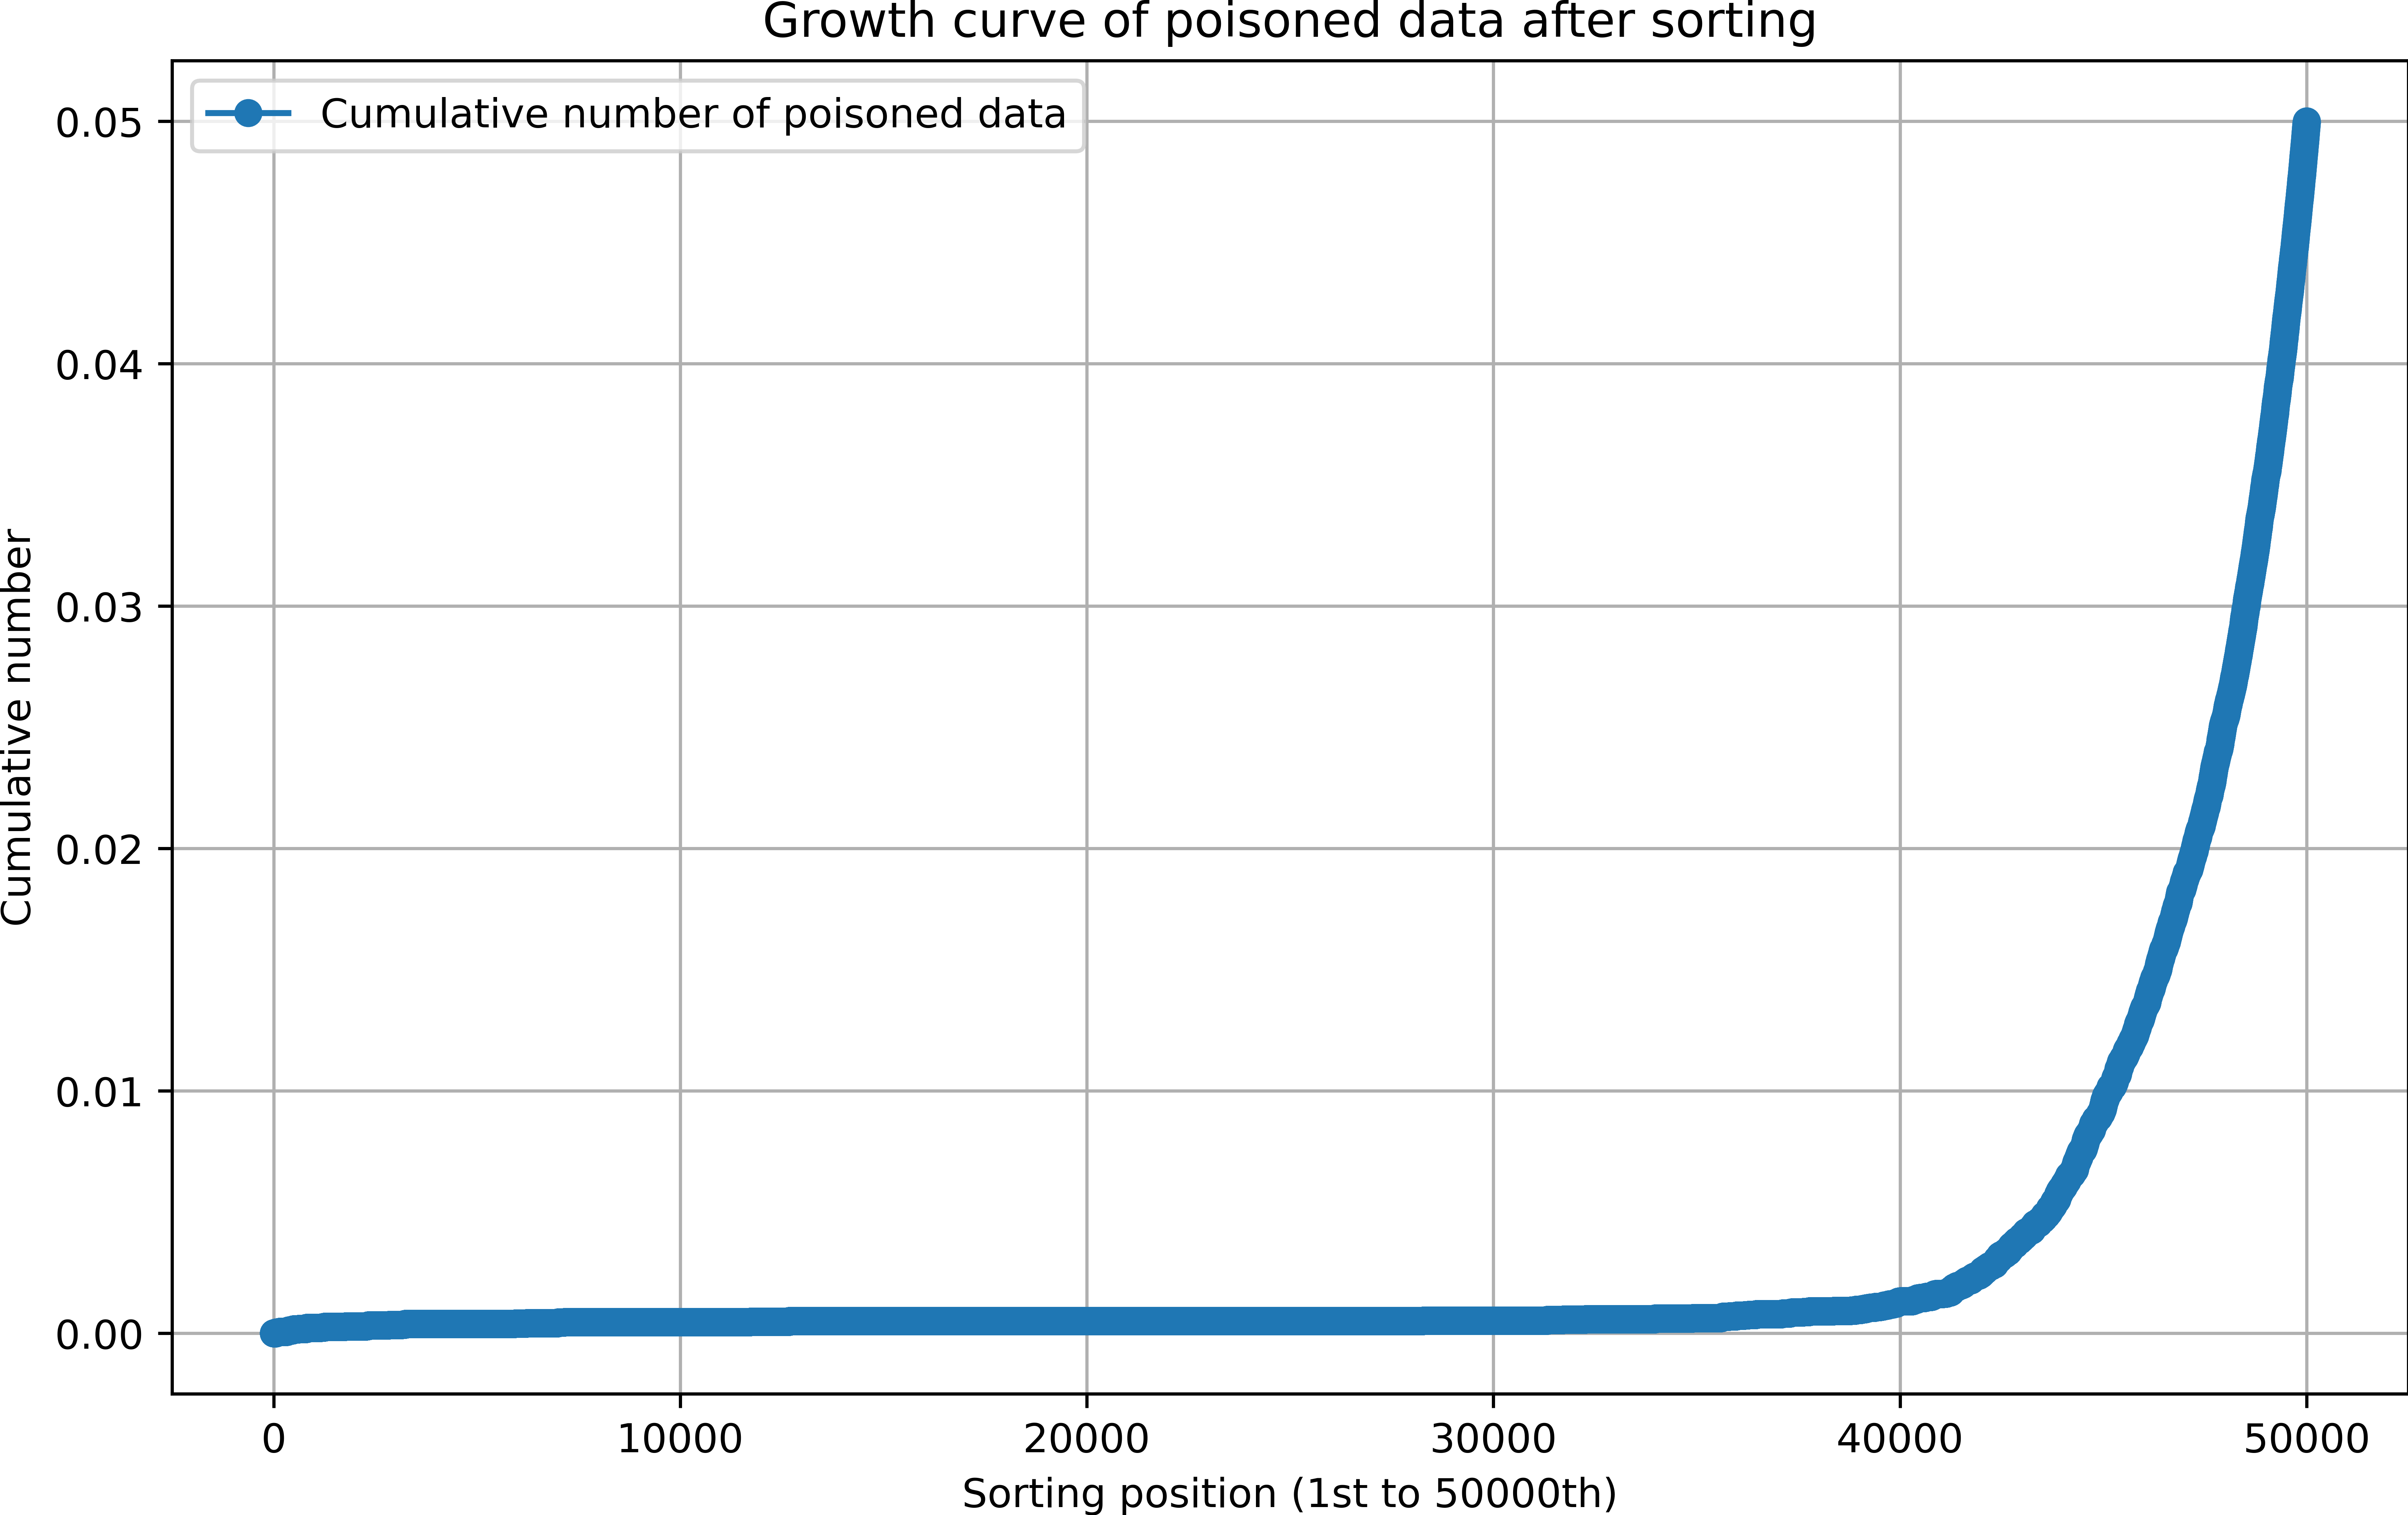 Growth curve of poisoned data after sorting
Cumulative number of poisoned data
0.05
0.04
0.03
0.02
0.01
0.00
Cumulative number
0 10000 20000 30000 40000 50000
Sorting position (1st to 50000th)